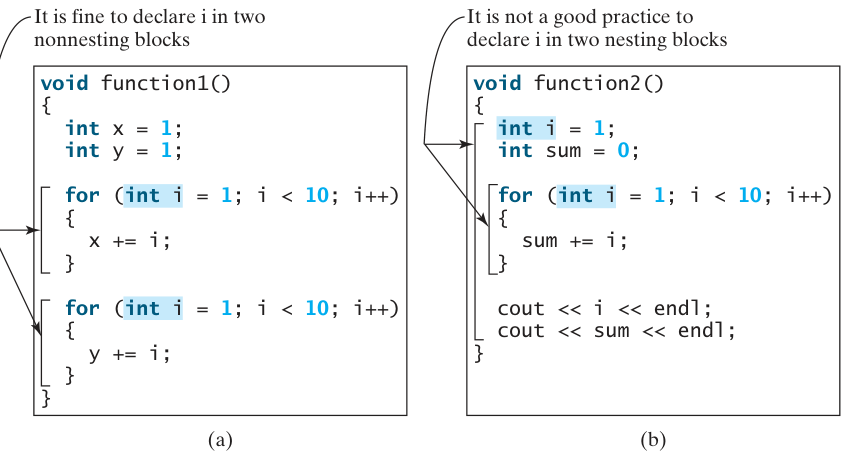 It is fine to declare i in two
nonnesting blocks
void function1()
{
int x = 1;
int y = 1;
for (int i = 1; i < 10; i++)
{
x += i;
}
for (int i = 1; i < 10; i++)
{
y += i;
}
}
(a)
It is not a good practice to
declare i in two nesting blocks
void function2()
{
int i = 1;
int sum = 0;
for (int i = 1; i < 10; i++)
{
sum += i;
}
cout << i << endl;
cout << sum << endl;
}
(b)